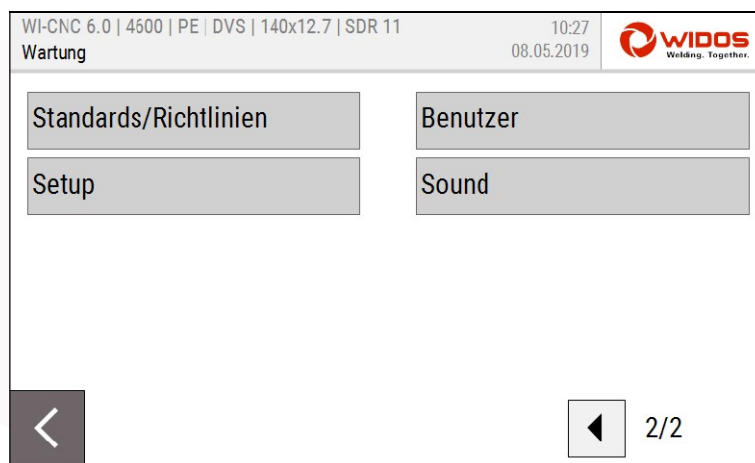 WI-CNC 6.0 | 4600 | PE | DVS | 140x12.7 | SDR 11
Wartung
10:27
08.05.2019
WIDOS
Welding. Together.
Standards/Richtlinien
Benutzer
Setup
Sound
2/2